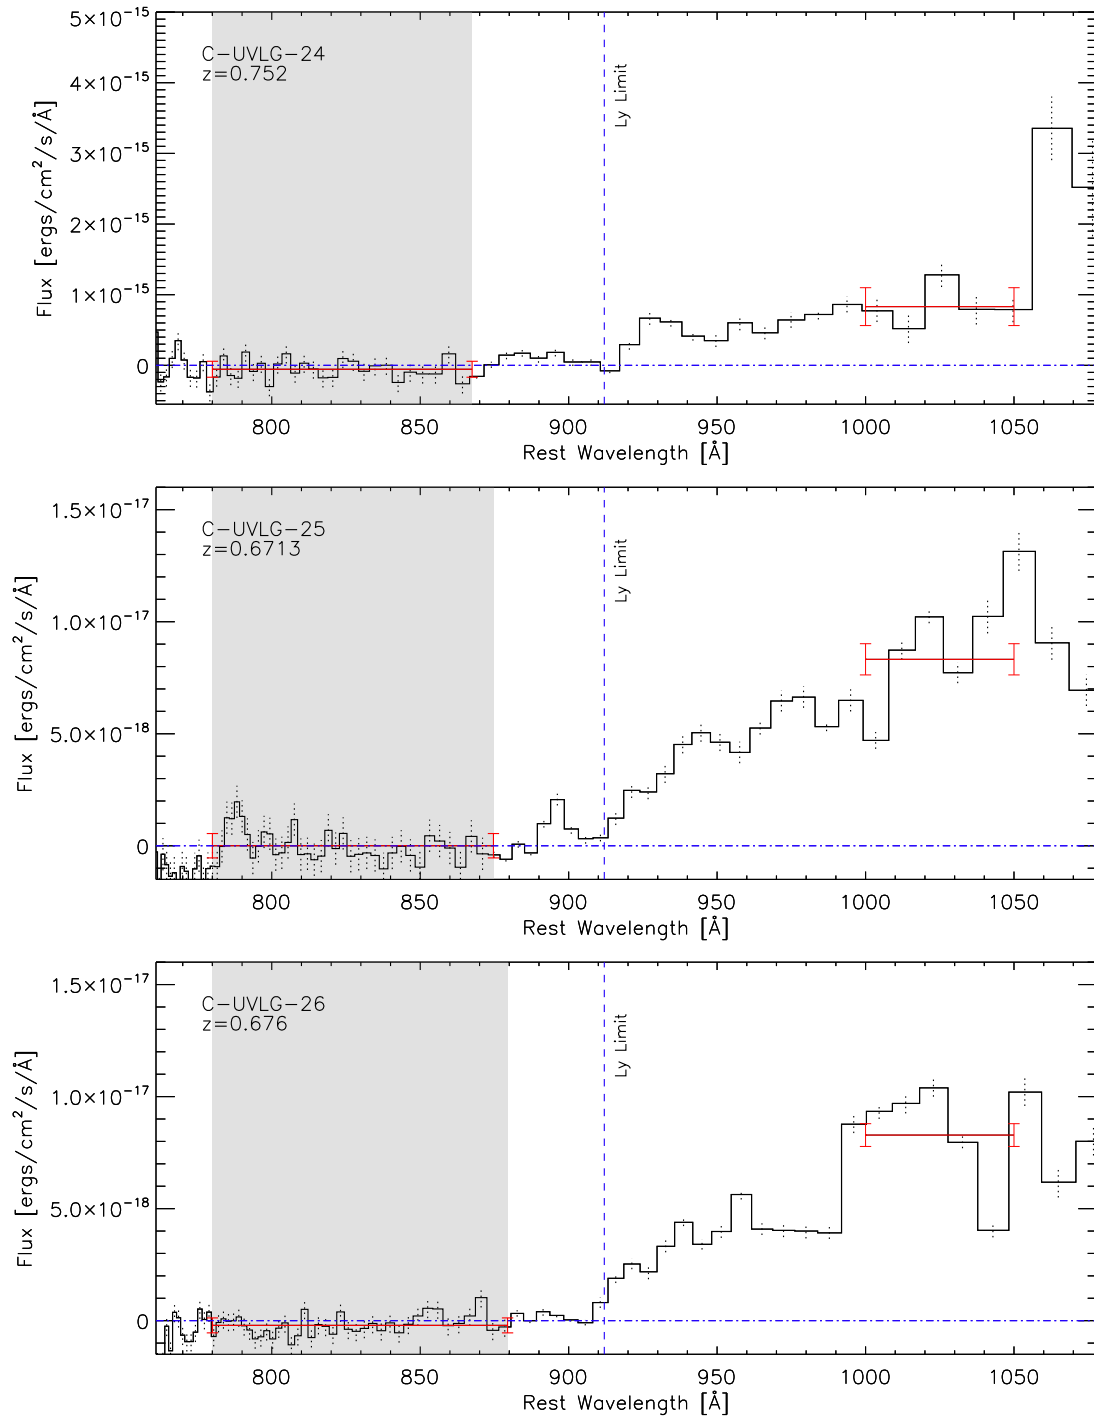 5×10⁻¹⁵
4×10⁻¹⁵
3×10⁻¹⁵
2×10⁻¹⁵
1×10⁻¹⁵
0
Flux [ergs/cm²/s/Å]
C−UVLG−24
z=0.752
Ly Limit
800 850 900 950 1000 1050
Rest Wavelength [Å]
1.5×10⁻¹⁷
1.0×10⁻¹⁷
5.0×10⁻¹⁸
0
Flux [ergs/cm²/s/Å]
C−UVLG−25
z=0.6713
Ly Limit
800 850 900 950 1000 1050
Rest Wavelength [Å]
1.5×10⁻¹⁷
1.0×10⁻¹⁷
5.0×10⁻¹⁸
0
Flux [ergs/cm²/s/Å]
C−UVLG−26
z=0.676
Ly Limit
800 850 900 950 1000 1050
Rest Wavelength [Å]